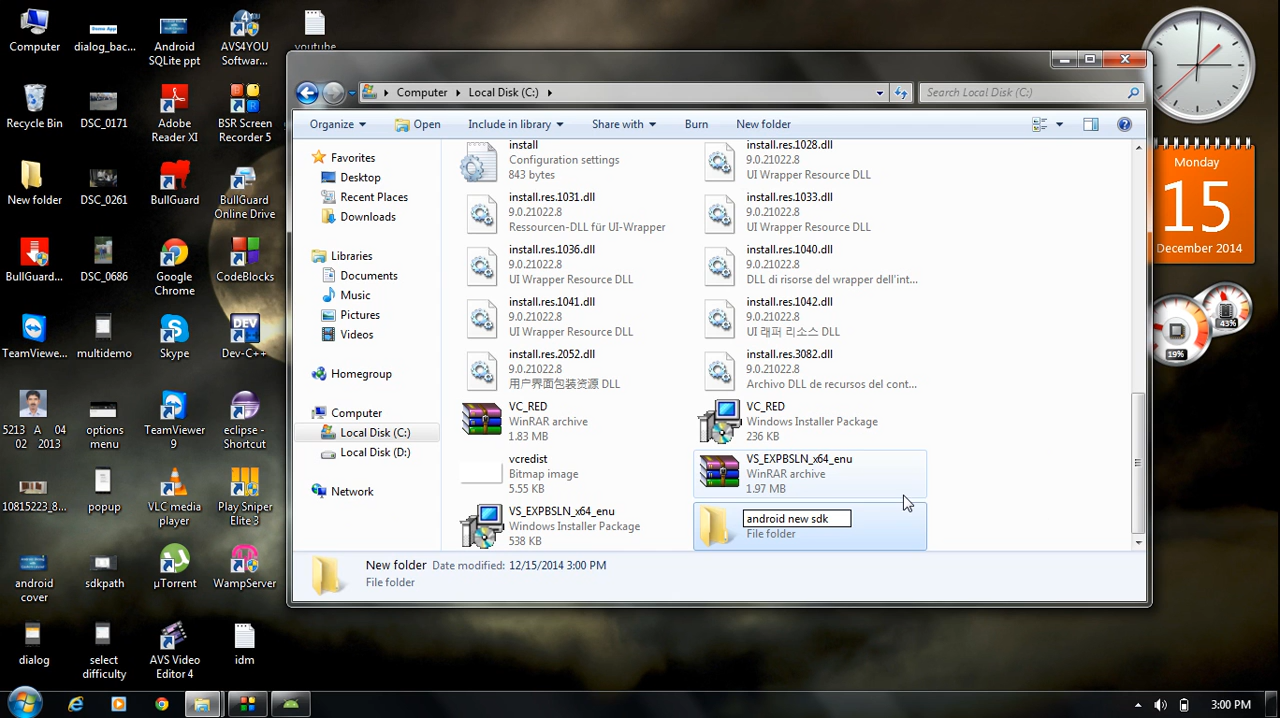 Computer
dialog_bac...
Android
SQLite ppt
AVS4YOU
Softwar...
youtube
Recycle Bin
DSC_0171
Adobe
Reader XI
BSR Screen
Recorder 5
New folder
DSC_0261
BullGuard
BullGuard
Online Drive
BullGuard...
DSC_0686
Google
Chrome
CodeBlocks
TeamViewe...
multidemo
Skype
Dev-C++
5213_A__04
02_2013
options
menu
TeamViewer
9
eclipse -
Shortcut
10815223_8...
popup
VLC media
player
Play Sniper
Elite 3
android
cover
sdkpath
µTorrent
WampServer
dialog
select
difficulty
AVS Video
Editor 4
idm
Computer
Local Disk (C:)
Search Local Disk (C:)
Organize
Open
Include in library
Share with
Burn
New folder
Favorites
Desktop
Recent Places
Downloads
Libraries
Documents
Music
Pictures
Videos
Homegroup
Computer
Local Disk (C:)
Local Disk (D:)
Network
install
Configuration settings
843 bytes
install.res.1028.dll
9.0.21022.8
UI Wrapper Resource DLL
install.res.1031.dll
9.0.21022.8
Ressourcen-DLL für UI-Wrapper
install.res.1033.dll
9.0.21022.8
UI Wrapper Resource DLL
install.res.1036.dll
9.0.21022.8
UI Wrapper Resource DLL
install.res.1040.dll
9.0.21022.8
DLL di risorse del wrapper dell'int...
install.res.1041.dll
9.0.21022.8
UI Wrapper Resource DLL
install.res.1042.dll
9.0.21022.8
UI 래퍼 리소스 DLL
install.res.2052.dll
9.0.21022.8
用户界面包装资源 DLL
install.res.3082.dll
9.0.21022.8
Archivo DLL de recursos del cont...
VC_RED
WinRAR archive
1.83 MB
VC_RED
Windows Installer Package
236 KB
vcredist
Bitmap image
5.55 KB
VS_EXPBSLN_x64_enu
WinRAR archive
1.97 MB
VS_EXPBSLN_x64_enu
Windows Installer Package
538 KB
android new sdk
File folder
New folder Date modified: 12/15/2014 3:00 PM
File folder
Monday
15
December 2014
43%
19%
3:00 PM